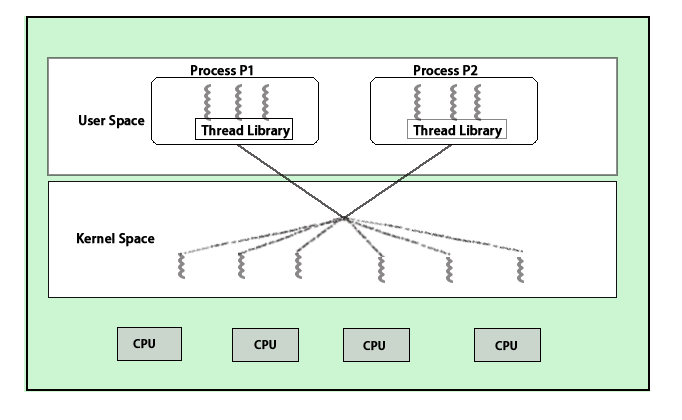 Process P1
Process P2
User Space
Thread Library
Thread Library
Kernel Space
CPU
CPU
CPU
CPU